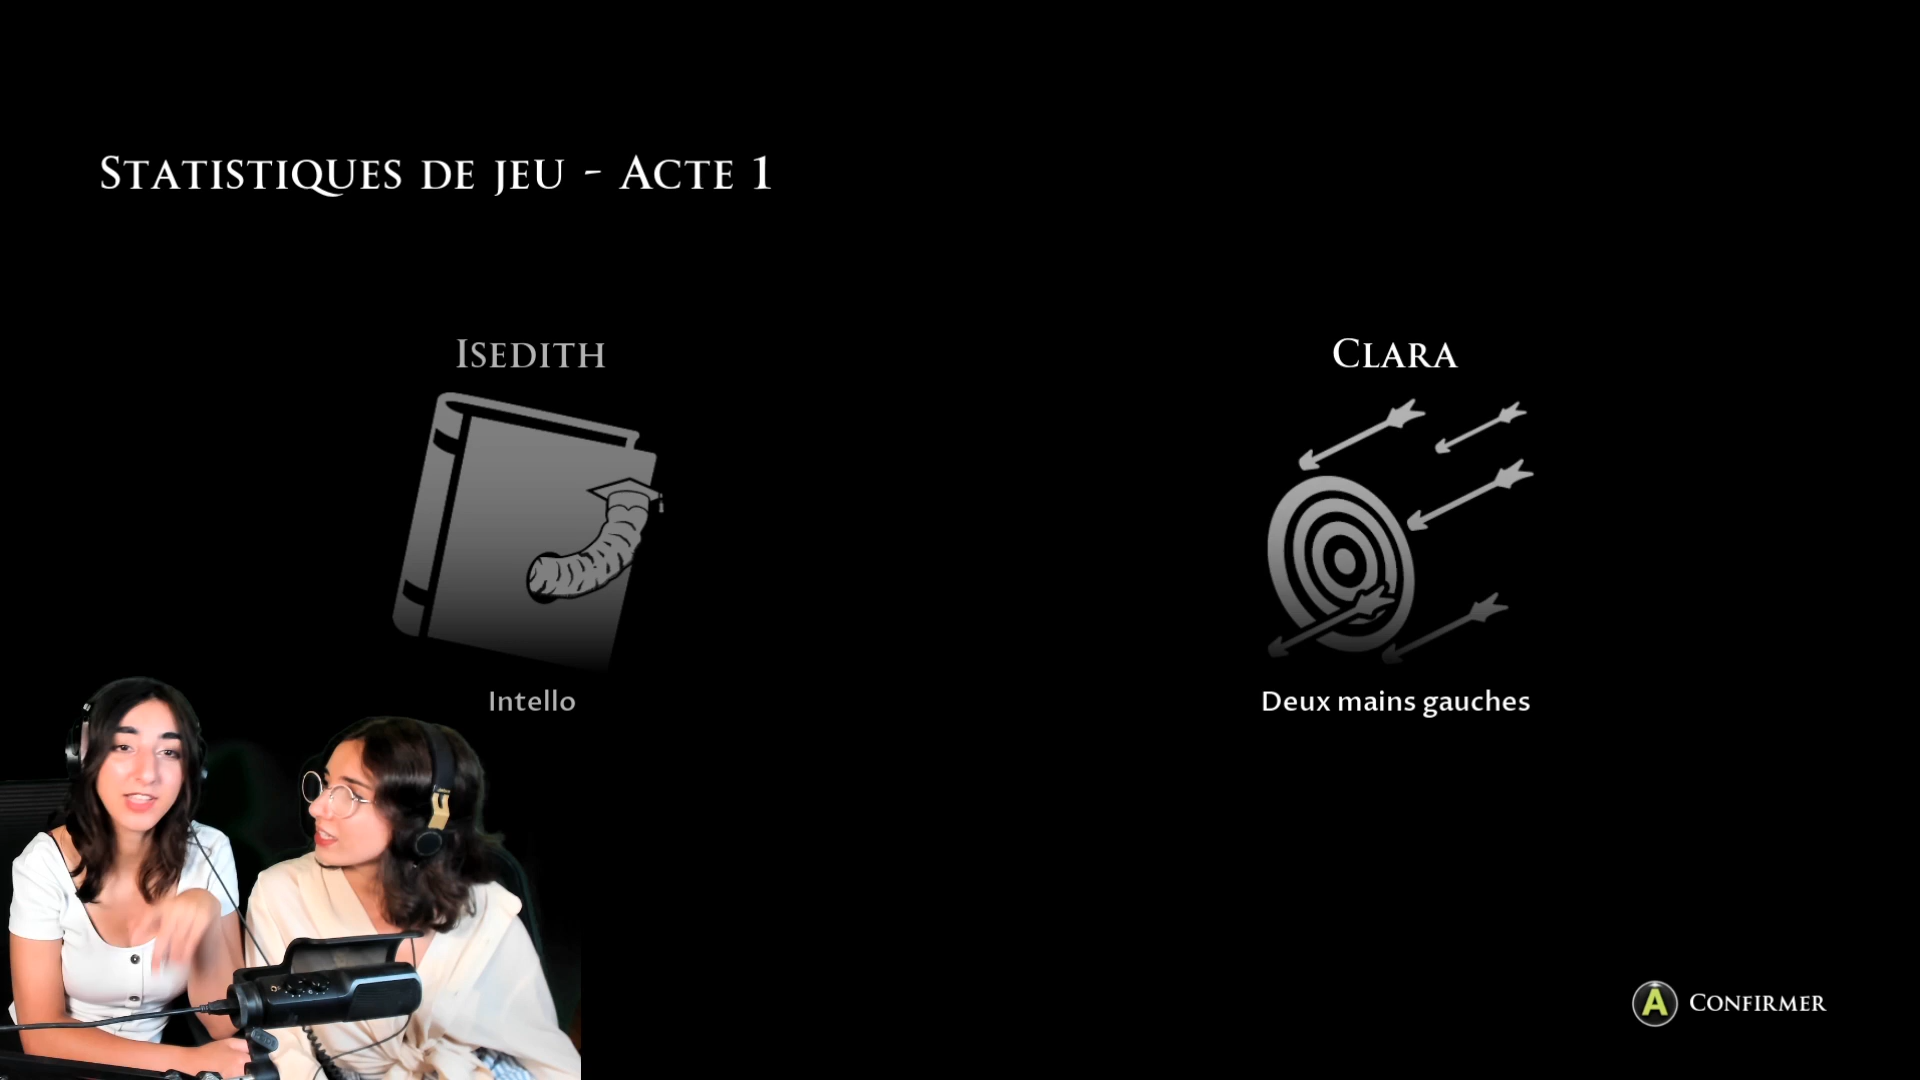 Statistiques de jeu - Acte 1
Isedith
Clara
Intello
Deux mains gauches
A Confirmer